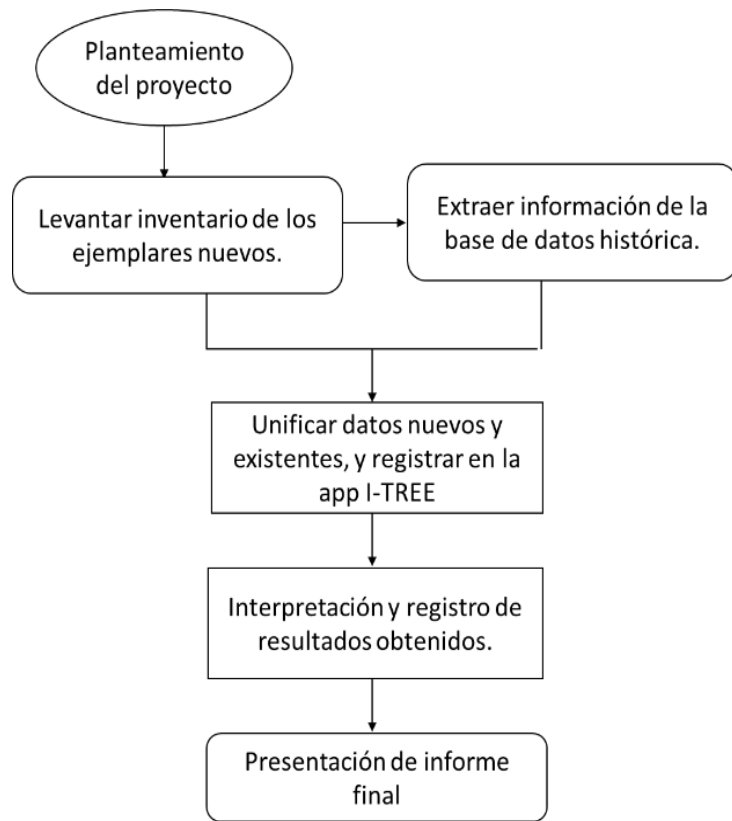 Planteamiento
del proyecto
Levantar inventario de los
ejemplares nuevos.
Extraer información de la
base de datos histórica.
Unificar datos nuevos y
existentes, y registrar en la
app I-TREE
Interpretación y registro de
resultados obtenidos.
Presentación de informe
final